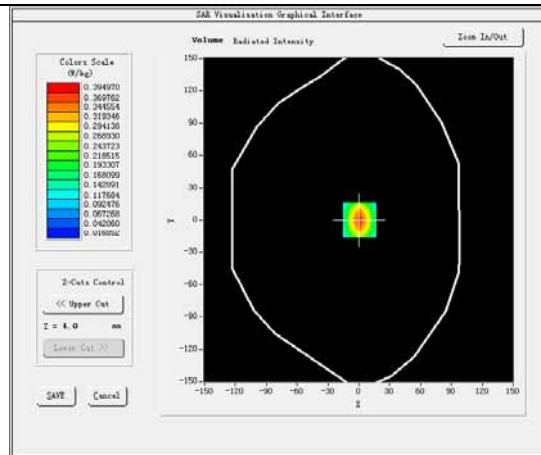 SAR Visualisation Graphical Interface
Volume Radiated Intensity
Zoom In/Out
Colors Scale
(W/kg)
0.394970
0.369762
0.344554
0.319346
0.294138
0.268930
0.243723
0.218515
0.193307
0.168099
0.142891
0.117684
0.092476
0.067268
0.042060
0.016852
Z-Cuts Control
<< Upper Cut
Z = 4.0 mm
Lower Cut >>
SAVE Cancel
150
120
90
60
30
Y 0
-30
-60
-90
-120
-150
-150 -120 -90 -60 -30 0 30 60 90 120 150
X